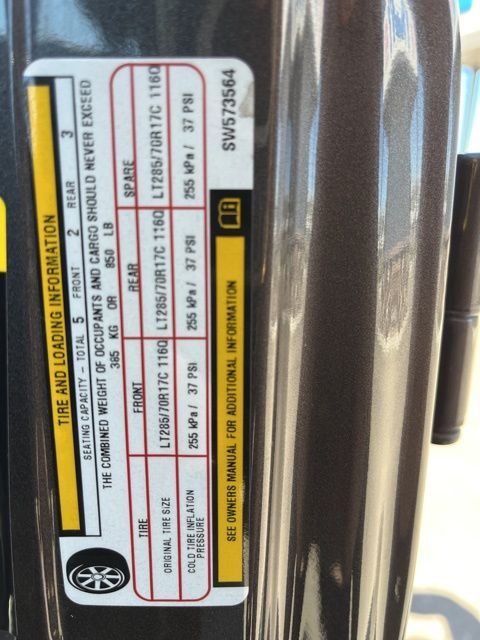 TIRE AND LOADING INFORMATION
SEATING CAPACITY - TOTAL 5 FRONT 2 REAR 3
THE COMBINED WEIGHT OF OCCUPANTS AND CARGO SHOULD NEVER EXCEED
385 KG OR 850 LB
TIRE FRONT REAR SPARE
ORIGINAL TIRE SIZE LT285/70R17C 116Q LT285/70R17C 116Q LT285/70R17C 116Q
COLD TIRE INFLATION PRESSURE 255 kPa / 37 PSI 255 kPa / 37 PSI 255 kPa / 37 PSI
SEE OWNERS MANUAL FOR ADDITIONAL INFORMATION
SW573564